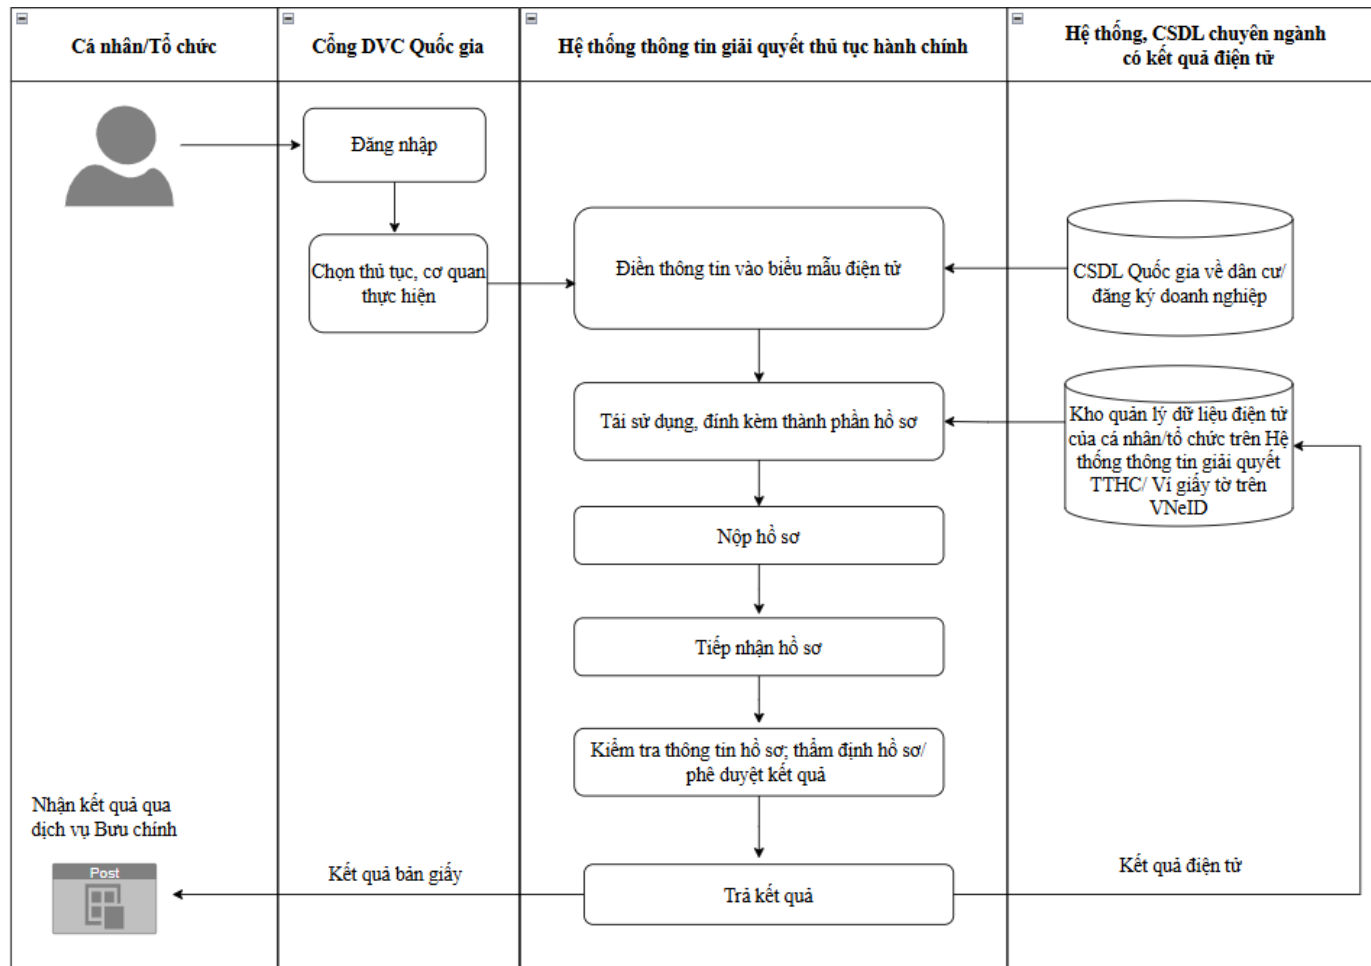 Cá nhân/Tổ chức
Cổng DVC Quốc gia
Hệ thống thông tin giải quyết thủ tục hành chính
Hệ thống, CSDL chuyên ngành
có kết quả điện tử
Đăng nhập
Chọn thủ tục, cơ quan
thực hiện
Điền thông tin vào biểu mẫu điện tử
CSDL Quốc gia về dân cư/
đăng ký doanh nghiệp
Tái sử dụng, đính kèm thành phần hồ sơ
Kho quản lý dữ liệu điện tử
của cá nhân/tổ chức trên Hệ
thống thông tin giải quyết
TTHC/ Ví giấy tờ trên
VNeID
Nộp hồ sơ
Tiếp nhận hồ sơ
Kiểm tra thông tin hồ sơ; thẩm định hồ sơ/
phê duyệt kết quả
Nhận kết quả qua
dịch vụ Bưu chính
Post
Kết quả bản giấy
Trả kết quả
Kết quả điện tử